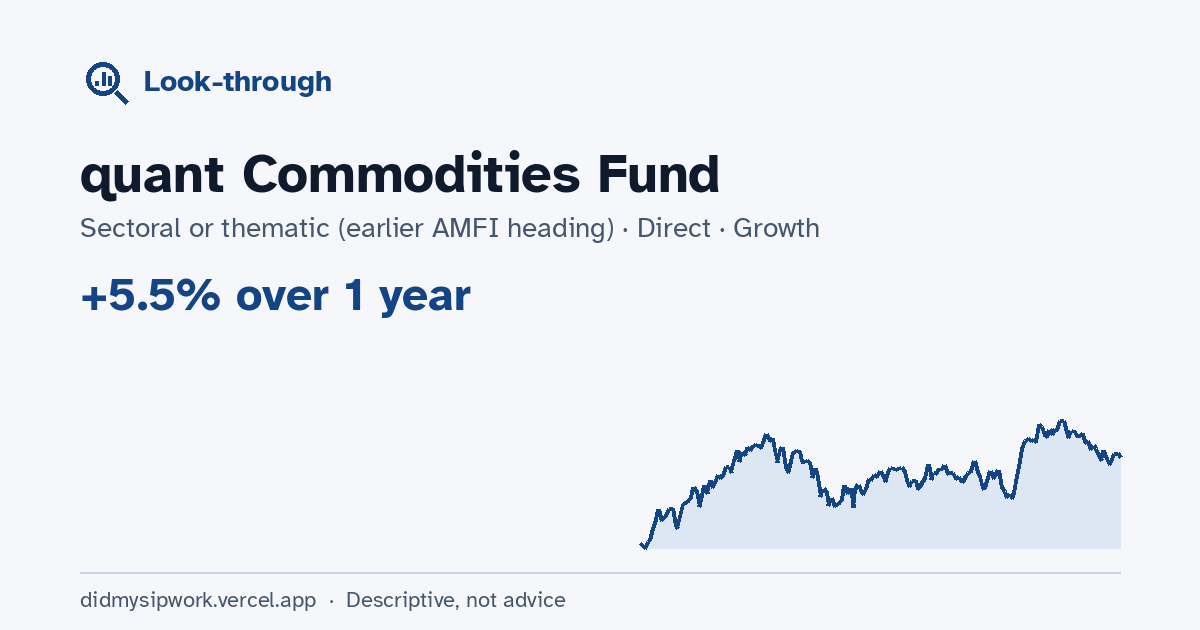 Look-through
quant Commodities Fund
Sectoral or thematic (earlier AMFI heading) · Direct · Growth
+5.5% over 1 year
didmysipwork.vercel.app · Descriptive, not advice